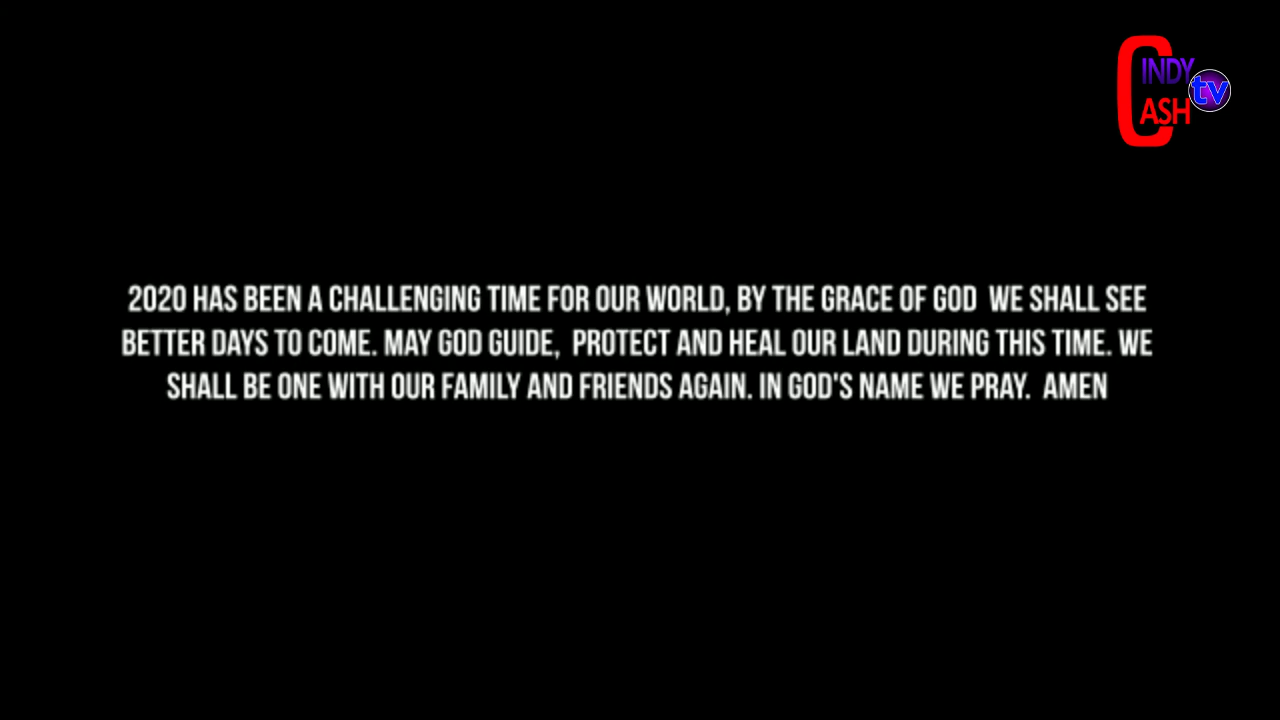 CINDY
CASH
tv
2020 HAS BEEN A CHALLENGING TIME FOR OUR WORLD, BY THE GRACE OF GOD  WE SHALL SEE
BETTER DAYS TO COME. MAY GOD GUIDE,  PROTECT AND HEAL OUR LAND DURING THIS TIME. WE
SHALL BE ONE WITH OUR FAMILY AND FRIENDS AGAIN. IN GOD'S NAME WE PRAY.  AMEN